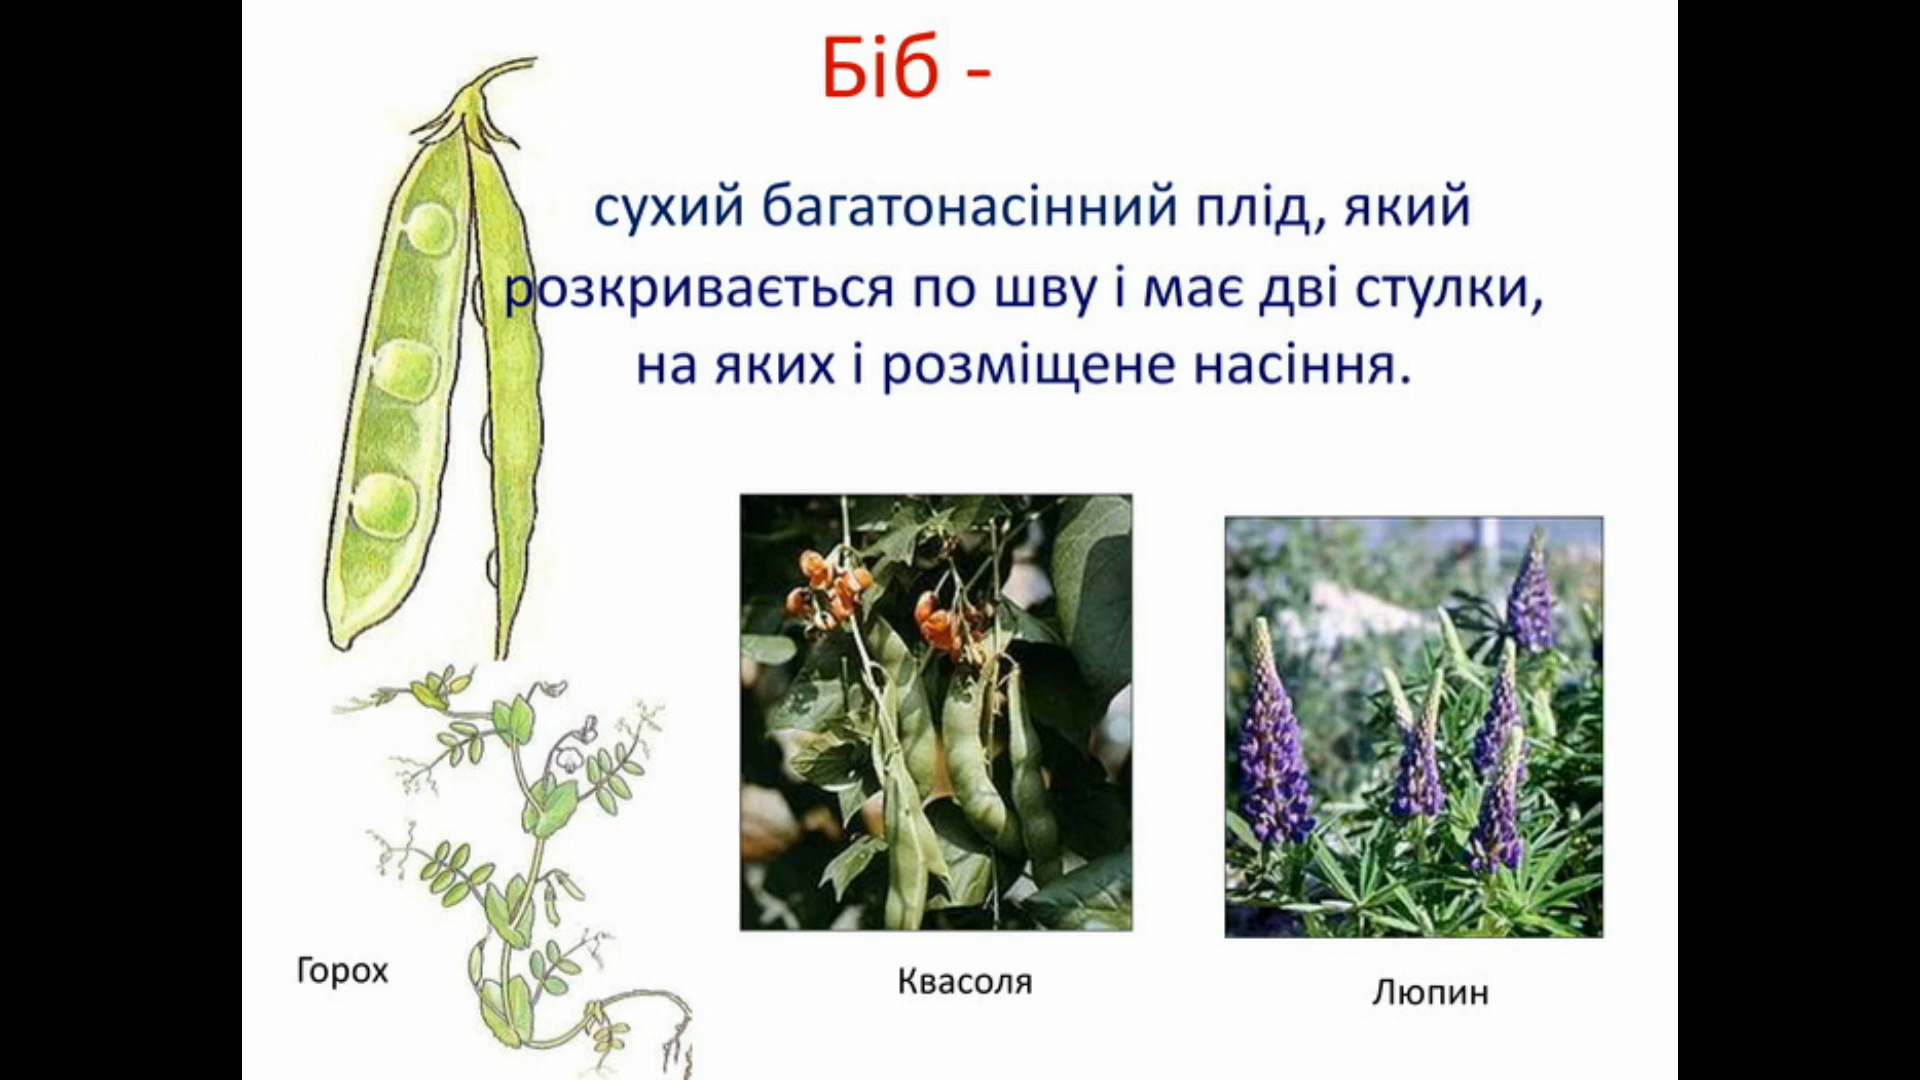 Біб -
сухий багатонасінний плід, який
розкривається по шву і має дві стулки,
на яких і розміщене насіння.
Горох
Квасоля
Люпин